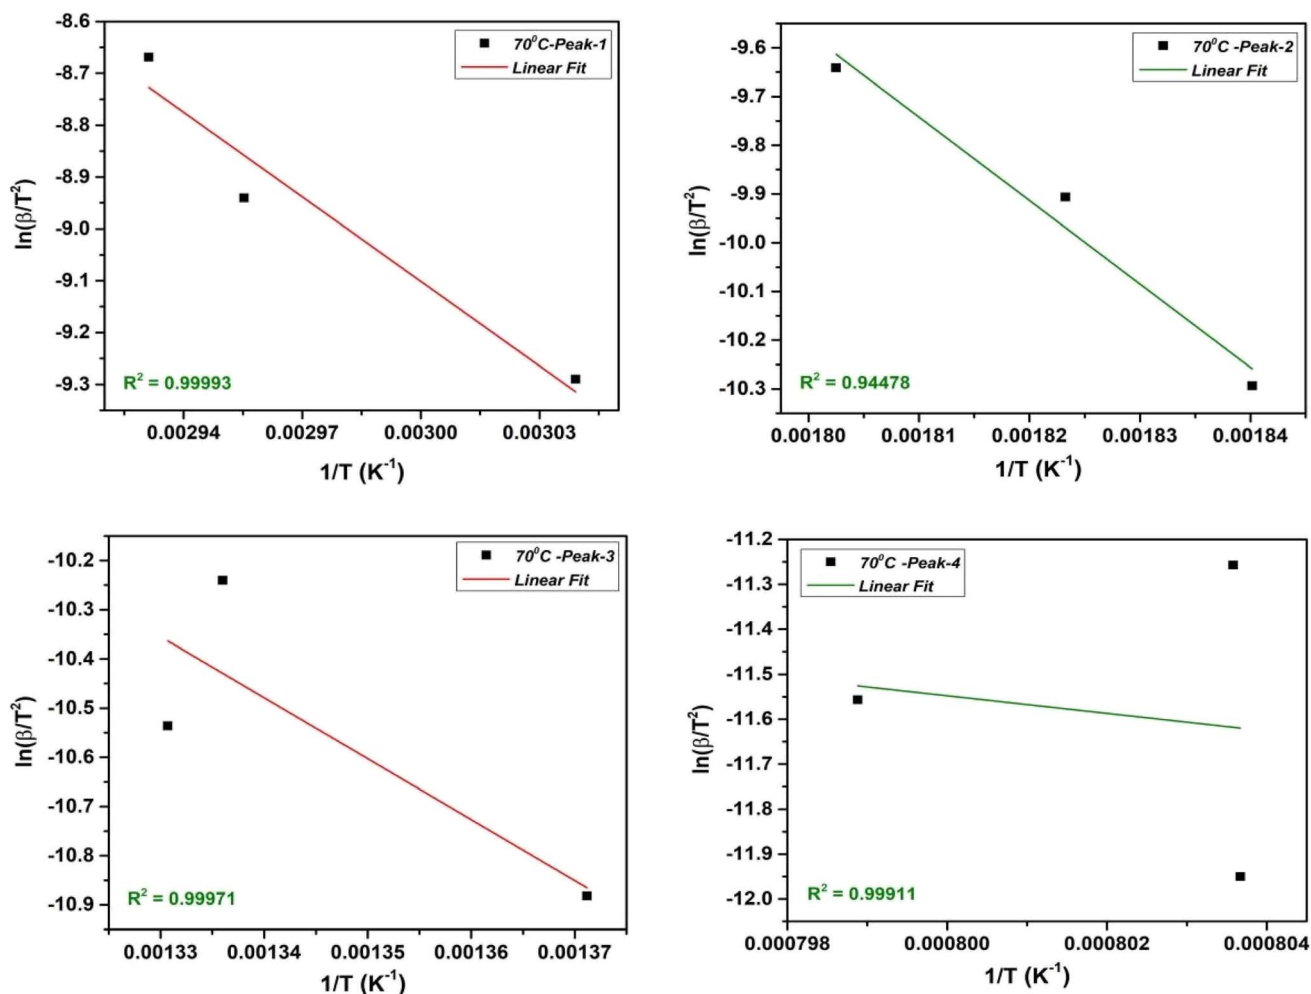 -8.6
-8.7
-8.8
-8.9
-9.0
-9.1
-9.2
-9.3
ln(β/T²)
70⁰C-Peak-1
Linear Fit
R² = 0.99993
0.00294 0.00297 0.00300 0.00303
1/T (K⁻¹)
-9.6
-9.7
-9.8
-9.9
-10.0
-10.1
-10.2
-10.3
ln(β/T²)
70⁰C -Peak-2
Linear Fit
R² = 0.94478
0.00180 0.00181 0.00182 0.00183 0.00184
1/T (K⁻¹)
-10.2
-10.3
-10.4
-10.5
-10.6
-10.7
-10.8
-10.9
ln(β/T²)
70⁰C -Peak-3
Linear Fit
R² = 0.99971
0.00133 0.00134 0.00135 0.00136 0.00137
1/T (K⁻¹)
-11.2
-11.3
-11.4
-11.5
-11.6
-11.7
-11.8
-11.9
-12.0
ln(β/T²)
70⁰C -Peak-4
Linear Fit
R² = 0.99911
0.000798 0.000800 0.000802 0.000804
1/T (K⁻¹)